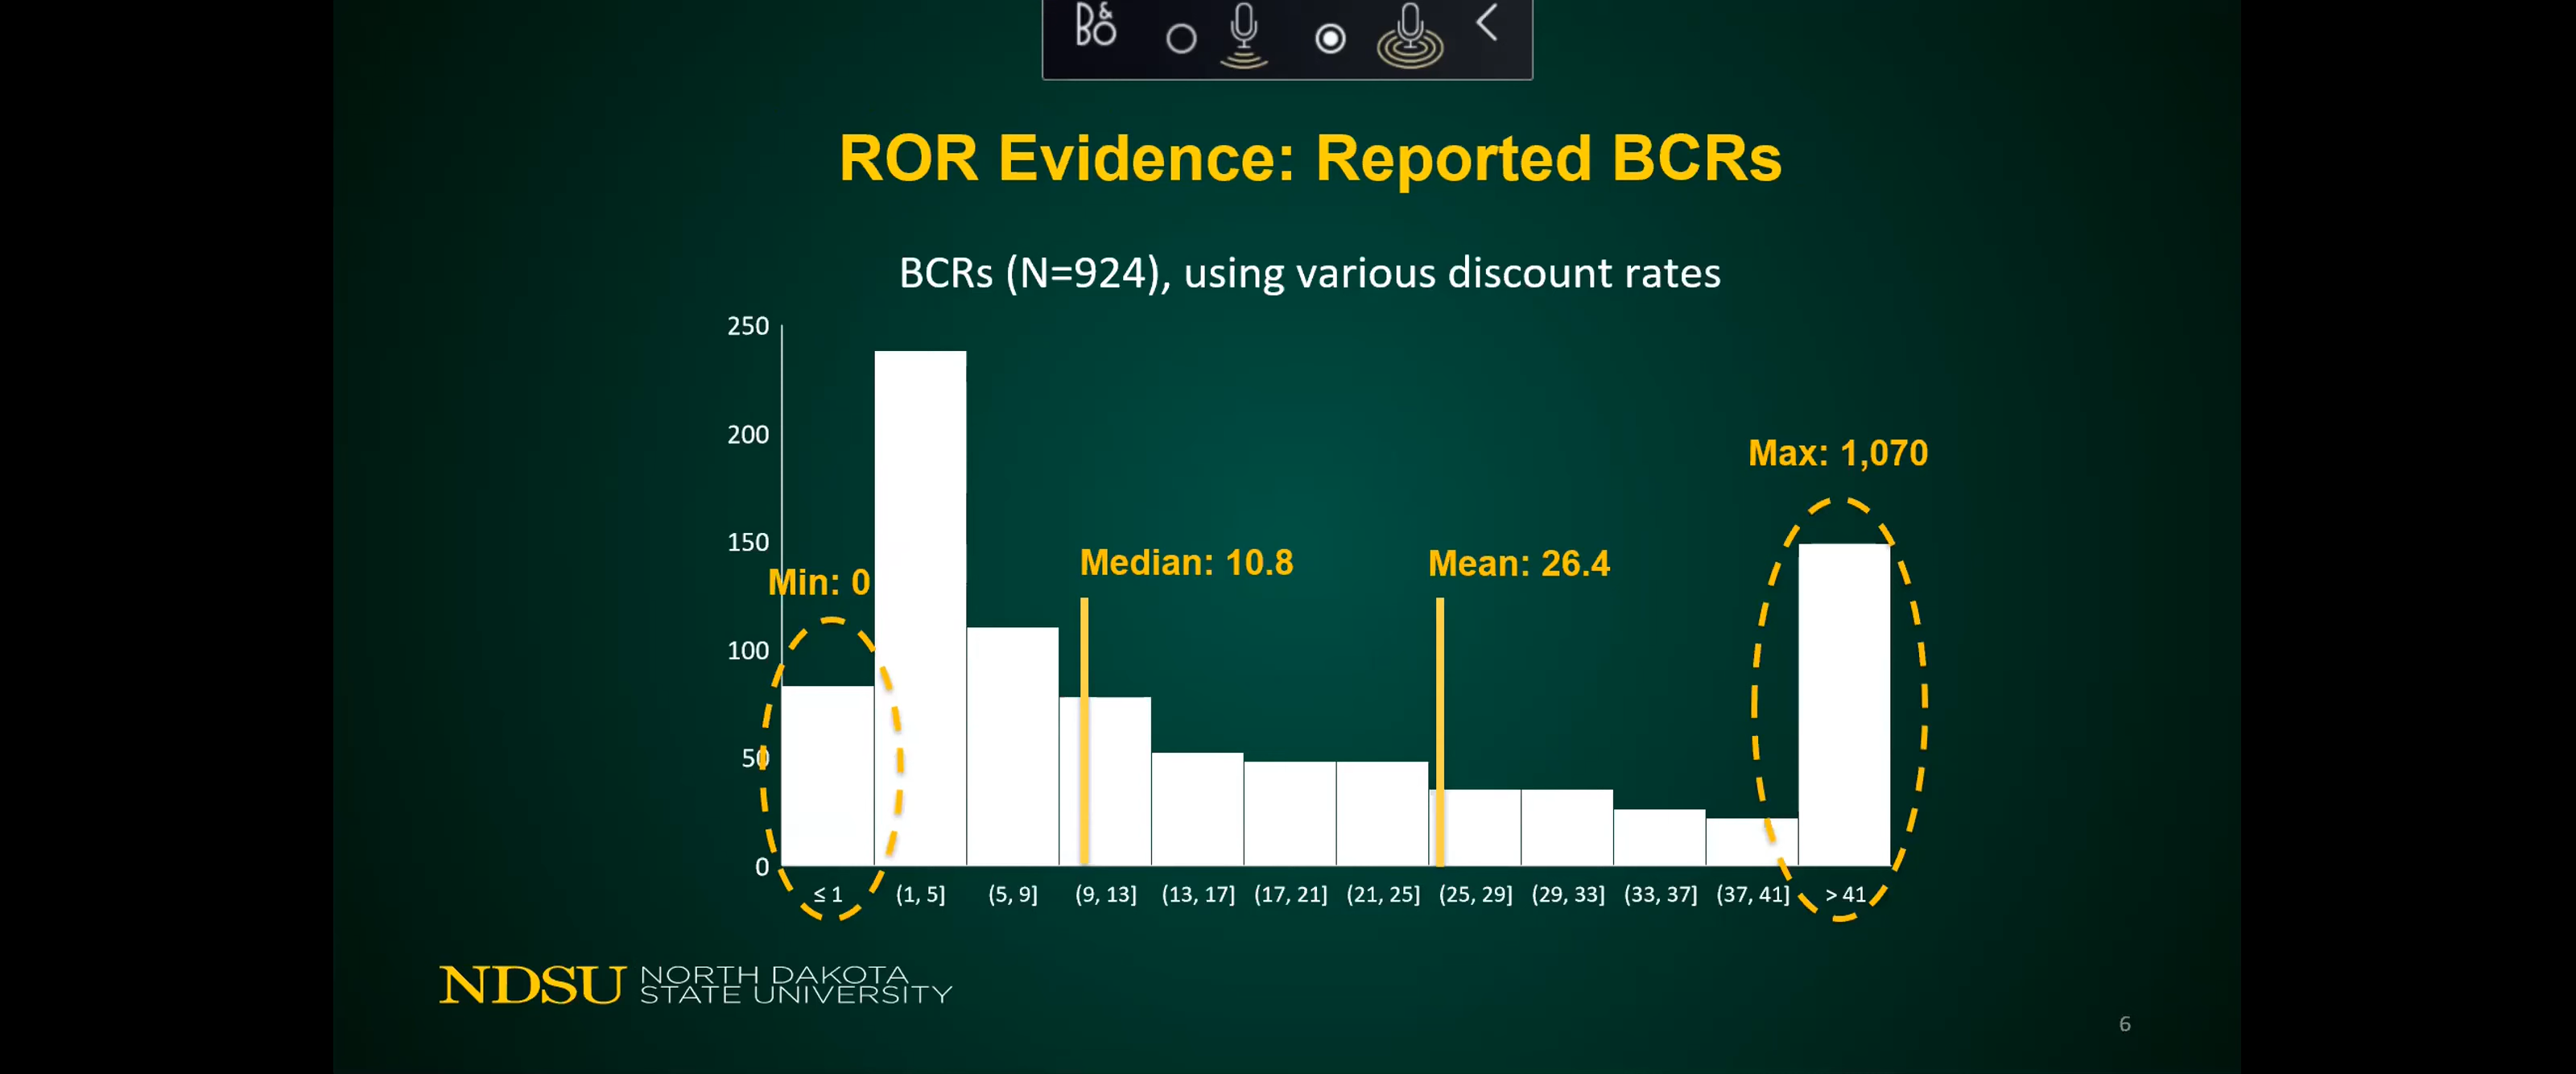 B&O
ROR Evidence: Reported BCRs
BCRs (N=924), using various discount rates
250
200
150
100
50
0
Min: 0
Median: 10.8
Mean: 26.4
Max: 1,070
≤ 1 (1, 5] (5, 9] (9, 13] (13, 17] (17, 21] (21, 25] (25, 29] (29, 33] (33, 37] (37, 41] > 41
NDSU NORTH DAKOTA
STATE UNIVERSITY
6